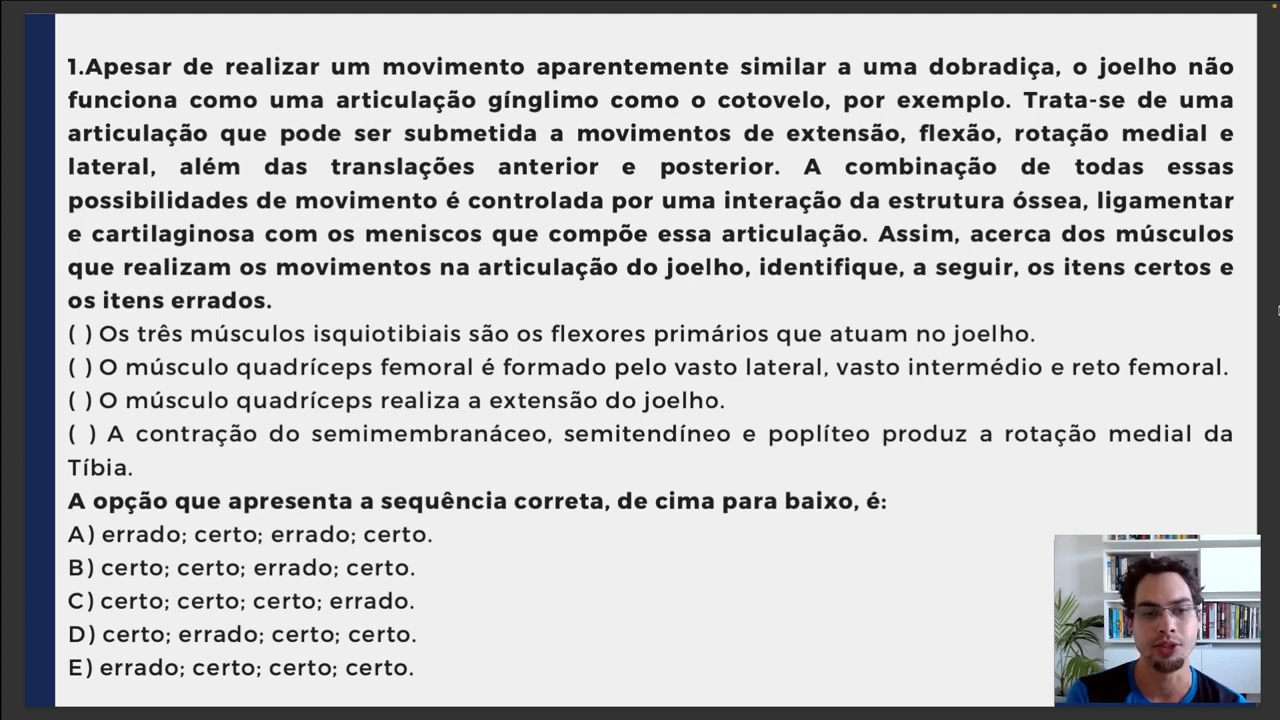 1.Apesar de realizar um movimento aparentemente similar a uma dobradiça, o joelho não
funciona como uma articulação gínglimo como o cotovelo, por exemplo. Trata-se de uma
articulação que pode ser submetida a movimentos de extensão, flexão, rotação medial e
lateral, além das translações anterior e posterior. A combinação de todas essas
possibilidades de movimento é controlada por uma interação da estrutura óssea, ligamentar
e cartilaginosa com os meniscos que compõe essa articulação. Assim, acerca dos músculos
que realizam os movimentos na articulação do joelho, identifique, a seguir, os itens certos e
os itens errados.
( ) Os três músculos isquiotibiais são os flexores primários que atuam no joelho.
( ) O músculo quadríceps femoral é formado pelo vasto lateral, vasto intermédio e reto femoral.
( ) O músculo quadríceps realiza a extensão do joelho.
( ) A contração do semimembranáceo, semitendíneo e poplíteo produz a rotação medial da
Tíbia.
A opção que apresenta a sequência correta, de cima para baixo, é:
A) errado; certo; errado; certo.
B) certo; certo; errado; certo.
C) certo; certo; certo; errado.
D) certo; errado; certo; certo.
E) errado; certo; certo; certo.